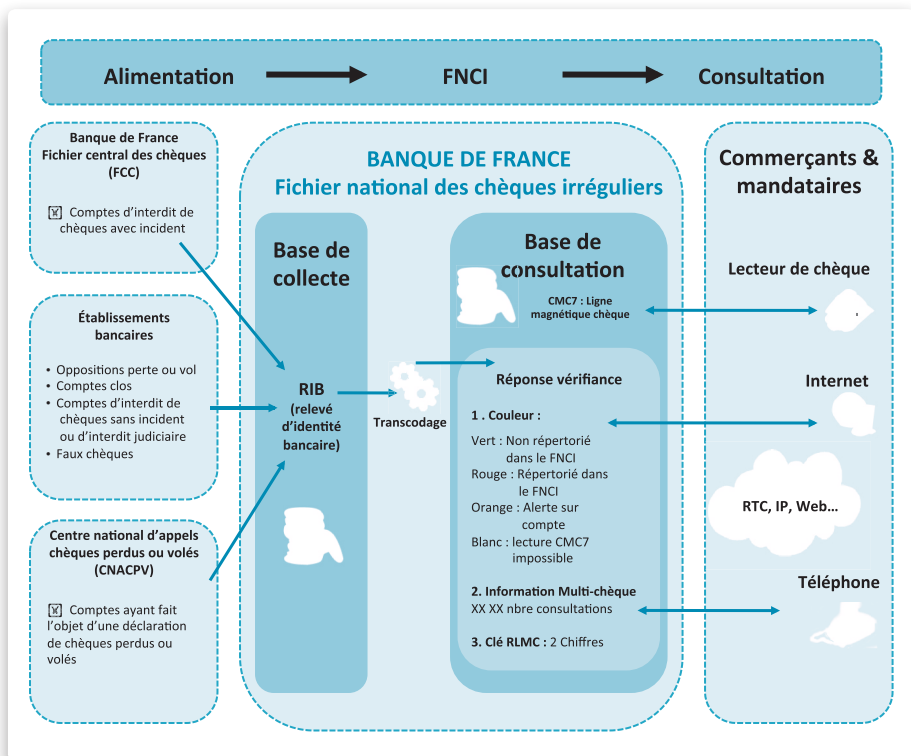 Alimentation
FNCI
Consultation
Banque de France
Fichier central des chèques
(FCC)
Comptes d'interdit de
chèques avec incident
Établissements
bancaires
• Oppositions perte ou vol
• Comptes clos
• Comptes d'interdit de
chèques sans incident
ou d'interdit judiciaire
• Faux chèques
Centre national d'appels
chèques perdus ou volés
(CNACPV)
Comptes ayant fait
l'objet d'une déclaration
de chèques perdus ou
volés
BANQUE DE FRANCE
Fichier national des chèques irréguliers
Base de
collecte
RIB
(relevé
d'identité
bancaire)
Transcodage
Base de
consultation
CMC7 : Ligne
magnétique chèque
Réponse vérifiance
1 . Couleur :
Vert : Non répertorié
dans le FNCI
Rouge : Répertorié dans
le FNCI
Orange : Alerte sur
compte
Blanc : lecture CMC7
impossible
2. Information Multi-chèque
XX XX nbre consultations
3. Clé RLMC : 2 Chiffres
Commerçants &
mandataires
Lecteur de chèque
Internet
RTC, IP, Web...
Téléphone